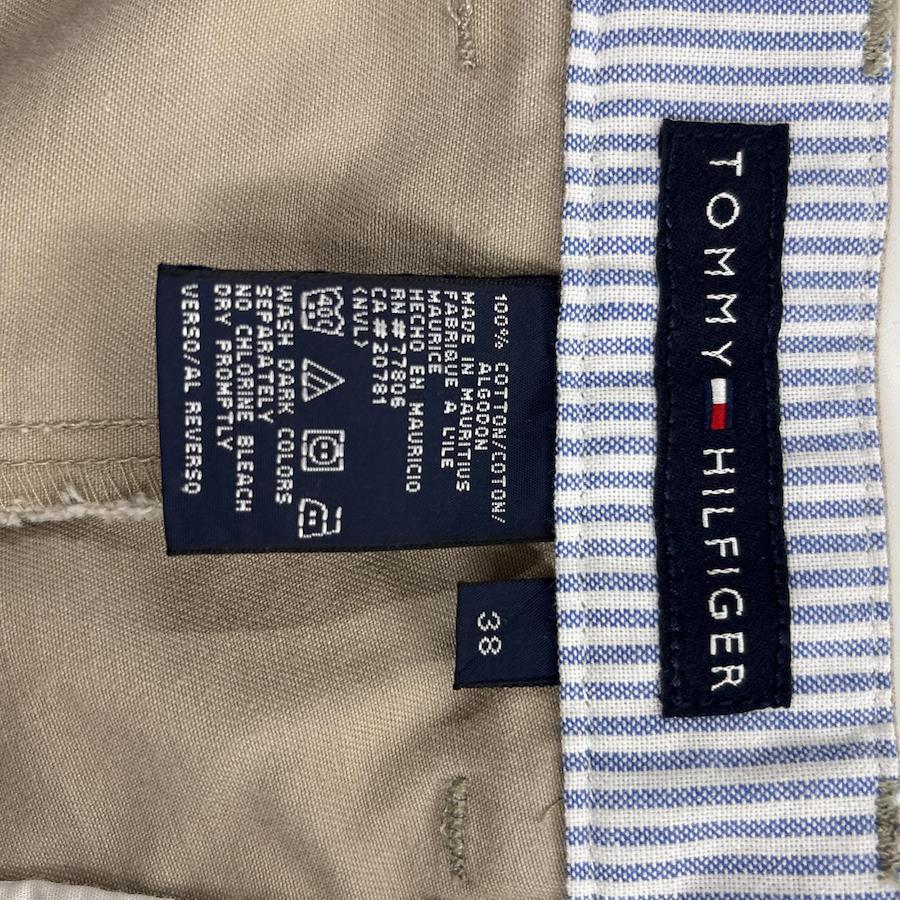 TOMMY HILFIGER
100% COTTON/COTON/
ALGODON
MADE IN MAURITIUS
FABRIQUE A L'ILE
MAURICE
HECHO EN MAURICIO
RN # 77806
CA # 20781
(NVL)
40C
WASH DARK COLORS
SEPARATELY
NO CHLORINE BLEACH
DRY PROMPTLY
VERSO/AL REVERSO
38